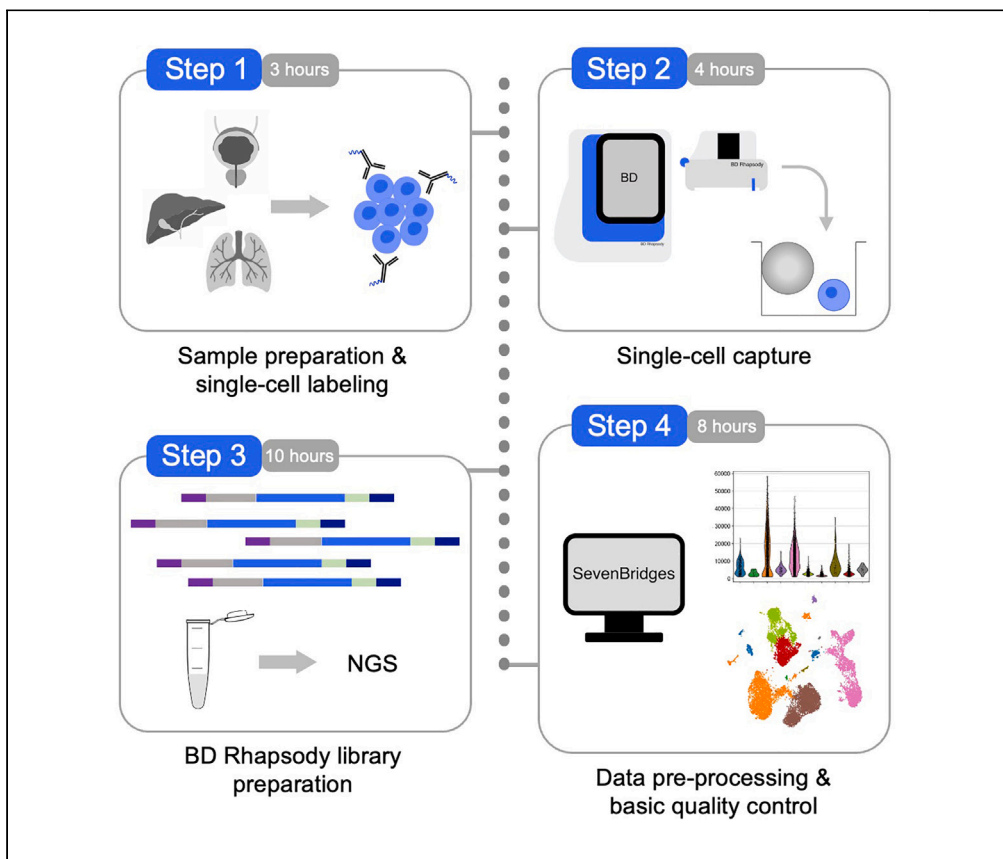 Step 1
3 hours
Sample preparation &
single-cell labeling
Step 2
4 hours
BD
BD Rhapsody
BD Rhapsody
Single-cell capture
Step 3
10 hours
NGS
BD Rhapsody library
preparation
Step 4
8 hours
SevenBridges
60000
50000
40000
30000
20000
10000
0
Data pre-processing &
basic quality control